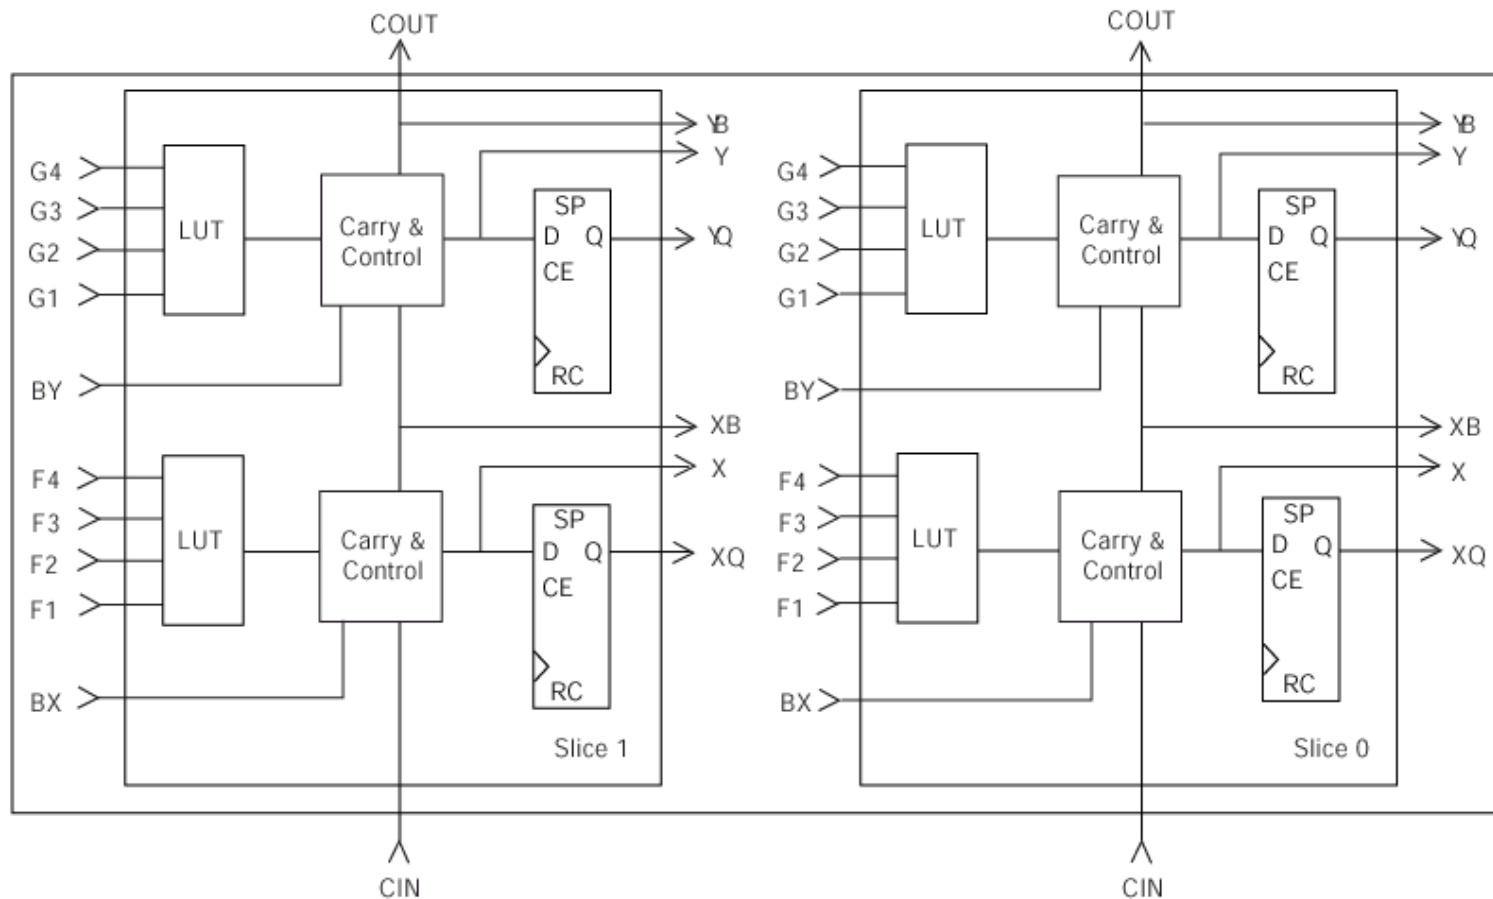 COUT
COUT
YB
Y
G4
G3
G2
G1
LUT
Carry &
Control
SP
D Q
CE
RC
YQ
BY
XB
X
F4
F3
F2
F1
LUT
Carry &
Control
SP
D Q
CE
RC
XQ
BX
Slice 1
CIN
YB
Y
G4
G3
G2
G1
LUT
Carry &
Control
SP
D Q
CE
RC
YQ
BY
XB
X
F4
F3
F2
F1
LUT
Carry &
Control
SP
D Q
CE
RC
XQ
BX
Slice 0
CIN